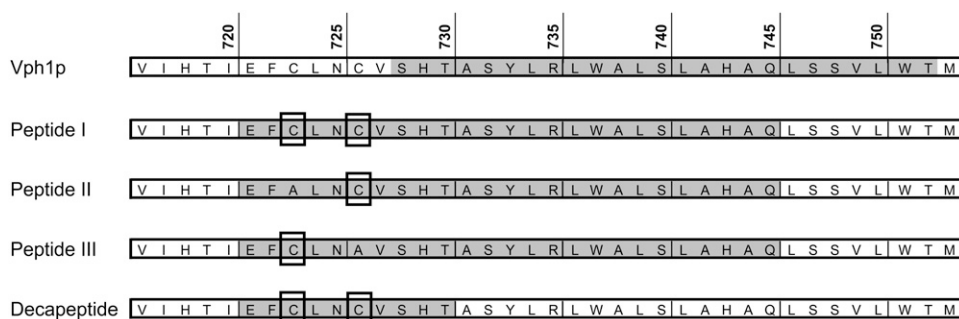 720 725 730 735 740 745 750
Vph1p V I H T I E F C L N C V S H T A S Y L R L W A L S L A H A Q L S S V L W T M
Peptide I V I H T I E F C L N C V S H T A S Y L R L W A L S L A H A Q L S S V L W T M
Peptide II V I H T I E F A L N C V S H T A S Y L R L W A L S L A H A Q L S S V L W T M
Peptide III V I H T I E F C L N A V S H T A S Y L R L W A L S L A H A Q L S S V L W T M
Decapeptide V I H T I E F C L N C V S H T A S Y L R L W A L S L A H A Q L S S V L W T M